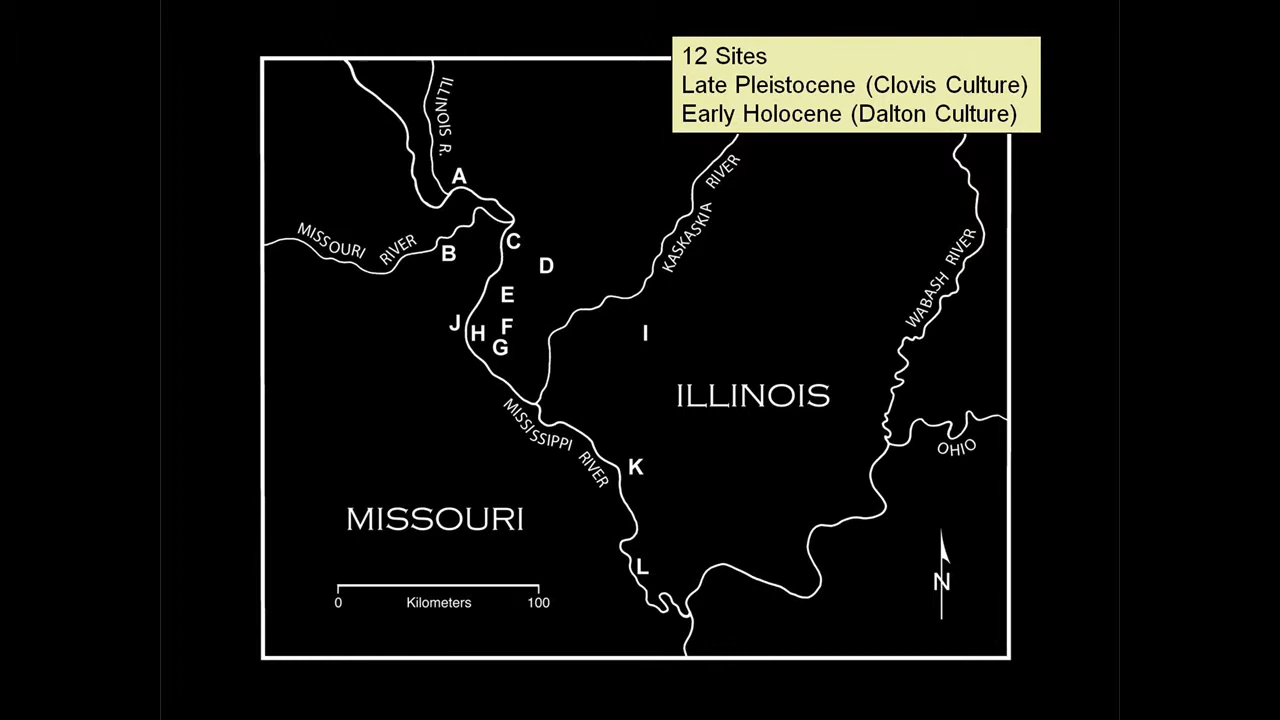 12 Sites
Late Pleistocene (Clovis Culture)
Early Holocene (Dalton Culture)
ILLINOIS R.
A
MISSOURI RIVER
B
C
D
E
KASKASKIA RIVER
WABASH RIVER
J
H
F
G
I
ILLINOIS
MISSISSIPPI RIVER
OHIO
K
MISSOURI
L
N
0 Kilometers 100